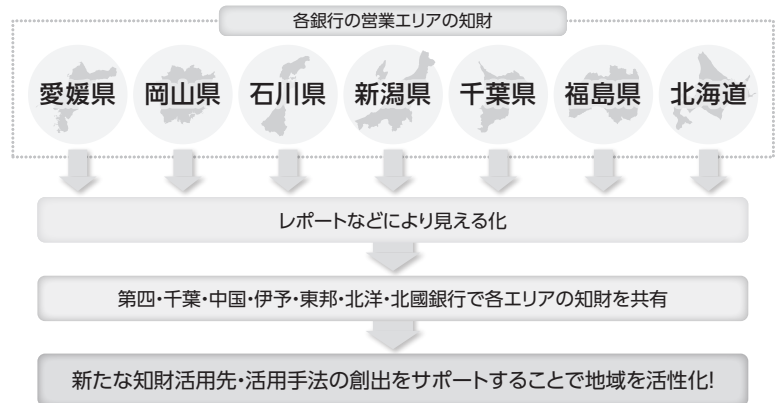 各銀行の営業エリアの知財
愛媛県 岡山県 石川県 新潟県 千葉県 福島県 北海道
レポートなどにより見える化
第四・千葉・中国・伊予・東邦・北洋・北國銀行で各エリアの知財を共有
新たな知財活用先・活用手法の創出をサポートすることで地域を活性化!